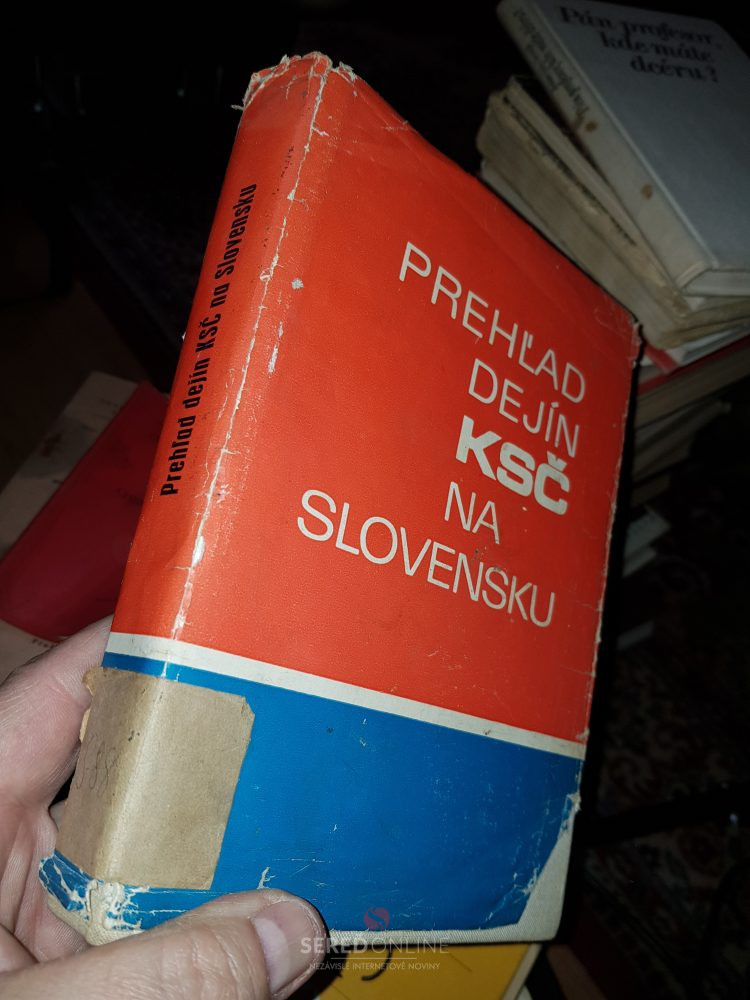 Pán profesor,
kde máte
dcéru?
PREHĽAD
DEJÍN
KSČ
NA
SLOVENSKU
Prehľad dejín KSČ na Slovensku
SEREDONLINE
NEZÁVISLÉ INTERNETOVÉ NOVINY